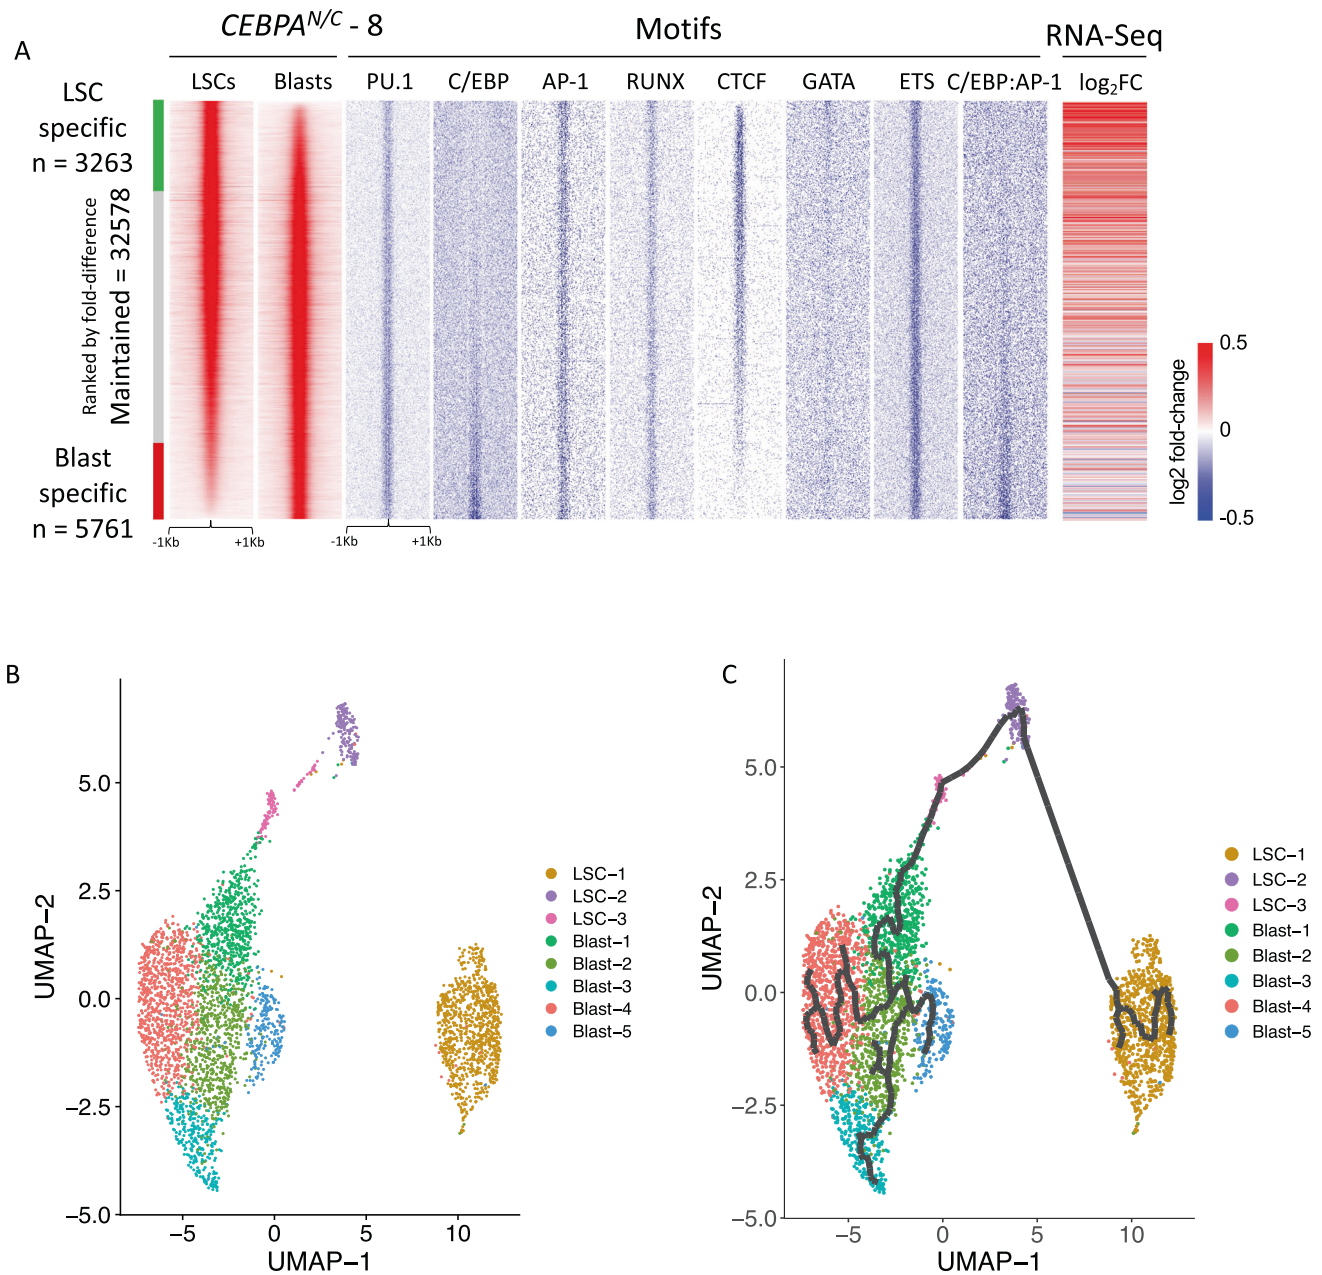 A
CEBPA^N/C - 8
Motifs
RNA-Seq
LSCs Blasts PU.1 C/EBP AP-1 RUNX CTCF GATA ETS C/EBP:AP-1 log₂FC
LSC
specific
n = 3263
Ranked by fold-difference
Maintained = 32578
Blast
specific
n = 5761
-1Kb +1Kb -1Kb +1Kb
log2 fold-change
0.5
0
-0.5
B
UMAP−2
5.0
2.5
0.0
−2.5
−5.0
−5 0 5 10
UMAP−1
LSC−1
LSC−2
LSC−3
Blast−1
Blast−2
Blast−3
Blast−4
Blast−5
C
UMAP−2
5.0
2.5
0.0
−2.5
−5.0
−5 0 5 10
UMAP−1
LSC−1
LSC−2
LSC−3
Blast−1
Blast−2
Blast−3
Blast−4
Blast−5